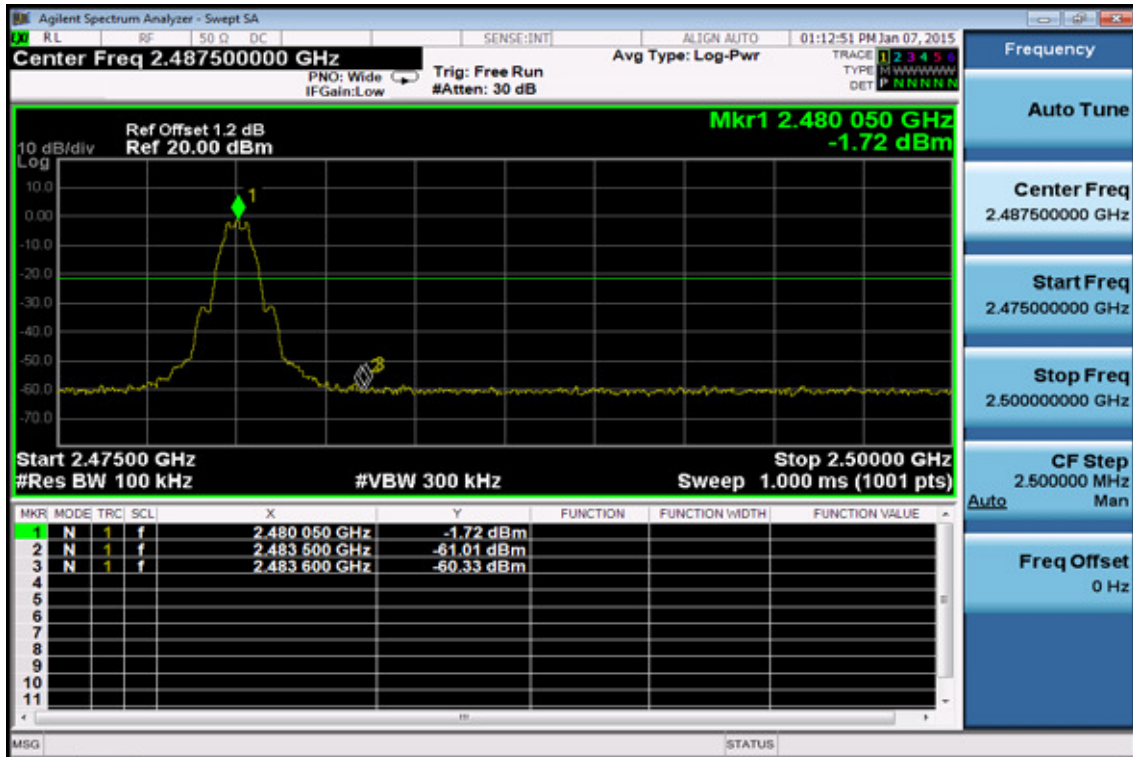 Agilent Spectrum Analyzer - Swept SA
RL RF 50 Ω DC SENSE:INT ALIGN AUTO 01:12:51 PM Jan 07, 2015
Center Freq 2.487500000 GHz
PNO: Wide
IFGain:Low
Trig: Free Run
#Atten: 30 dB
Avg Type: Log-Pwr
TRACE 1 2 3 4 5 6
TYPE M W W W W W
DET P N N N N N
Ref Offset 1.2 dB
10 dB/div Ref 20.00 dBm
Log
Mkr1 2.480 050 GHz
-1.72 dBm
10.0
0.00
-10.0
-20.0
-30.0
-40.0
-50.0
-60.0
-70.0
1
3
Start 2.47500 GHz Stop 2.50000 GHz
#Res BW 100 kHz #VBW 300 kHz Sweep 1.000 ms (1001 pts)
MKR MODE TRC SCL X Y FUNCTION FUNCTION WIDTH FUNCTION VALUE
1 N 1 f 2.480 050 GHz -1.72 dBm
2 N 1 f 2.483 500 GHz -61.01 dBm
3 N 1 f 2.483 600 GHz -60.33 dBm
4
5
6
7
8
9
10
11
MSG STATUS
Frequency
Auto Tune
Center Freq
2.487500000 GHz
Start Freq
2.475000000 GHz
Stop Freq
2.500000000 GHz
CF Step
2.500000 MHz
Auto Man
Freq Offset
0 Hz